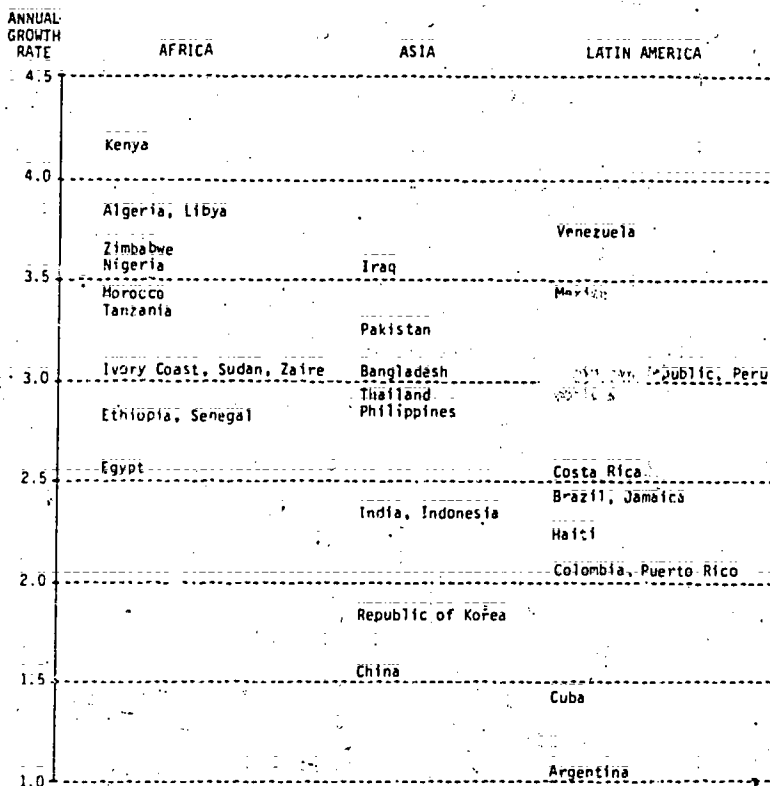 ANNUAL
GROWTH
RATE AFRICA ASIA LATIN AMERICA
4.5
Kenya
4.0
Algeria, Libya
Venezuela
Zimbabwe
Nigeria Iraq
3.5
Morocco Mexico
Tanzania
Pakistan
Ivory Coast, Sudan, Zaire Bangladesh Republic, Peru
3.0
Thailand
Ethiopia, Senegal Philippines
Egypt Costa Rica
2.5
Brazil, Jamaica
India, Indonesia
Haiti
Colombia, Puerto Rico
2.0
Republic of Korea
China
1.5
Cuba
Argentina
1.0